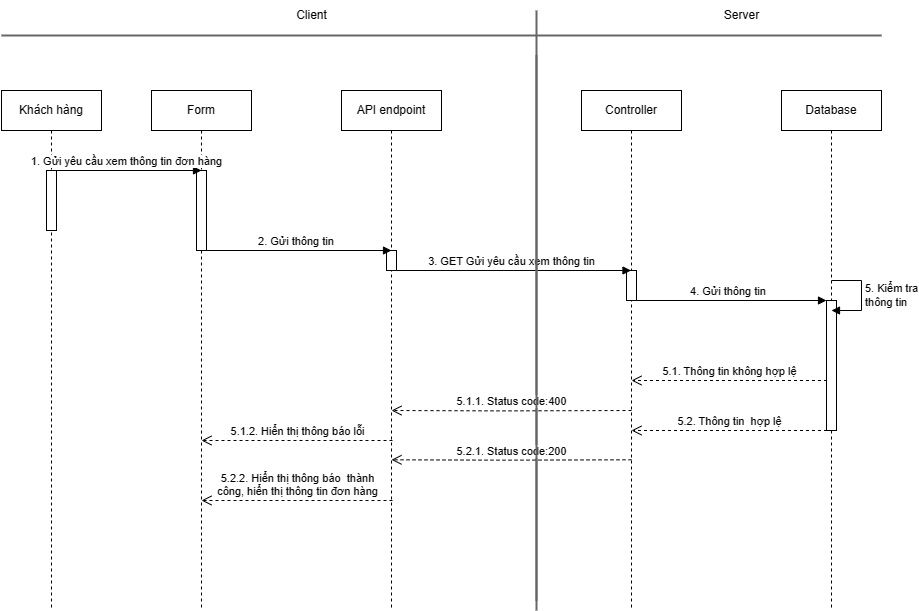 Client
Server
Khách hàng
Form
API endpoint
Controller
Database
1. Gửi yêu cầu xem thông tin đơn hàng
2. Gửi thông tin
3. GET Gửi yêu cầu xem thông tin
4. Gửi thông tin
5. Kiểm tra
thông tin
5.1. Thông tin không hợp lệ
5.1.1. Status code:400
5.2. Thông tin hợp lệ
5.1.2. Hiển thị thông báo lỗi
5.2.1. Status code:200
5.2.2. Hiển thị thông báo thành
công, hiển thị thông tin đơn hàng